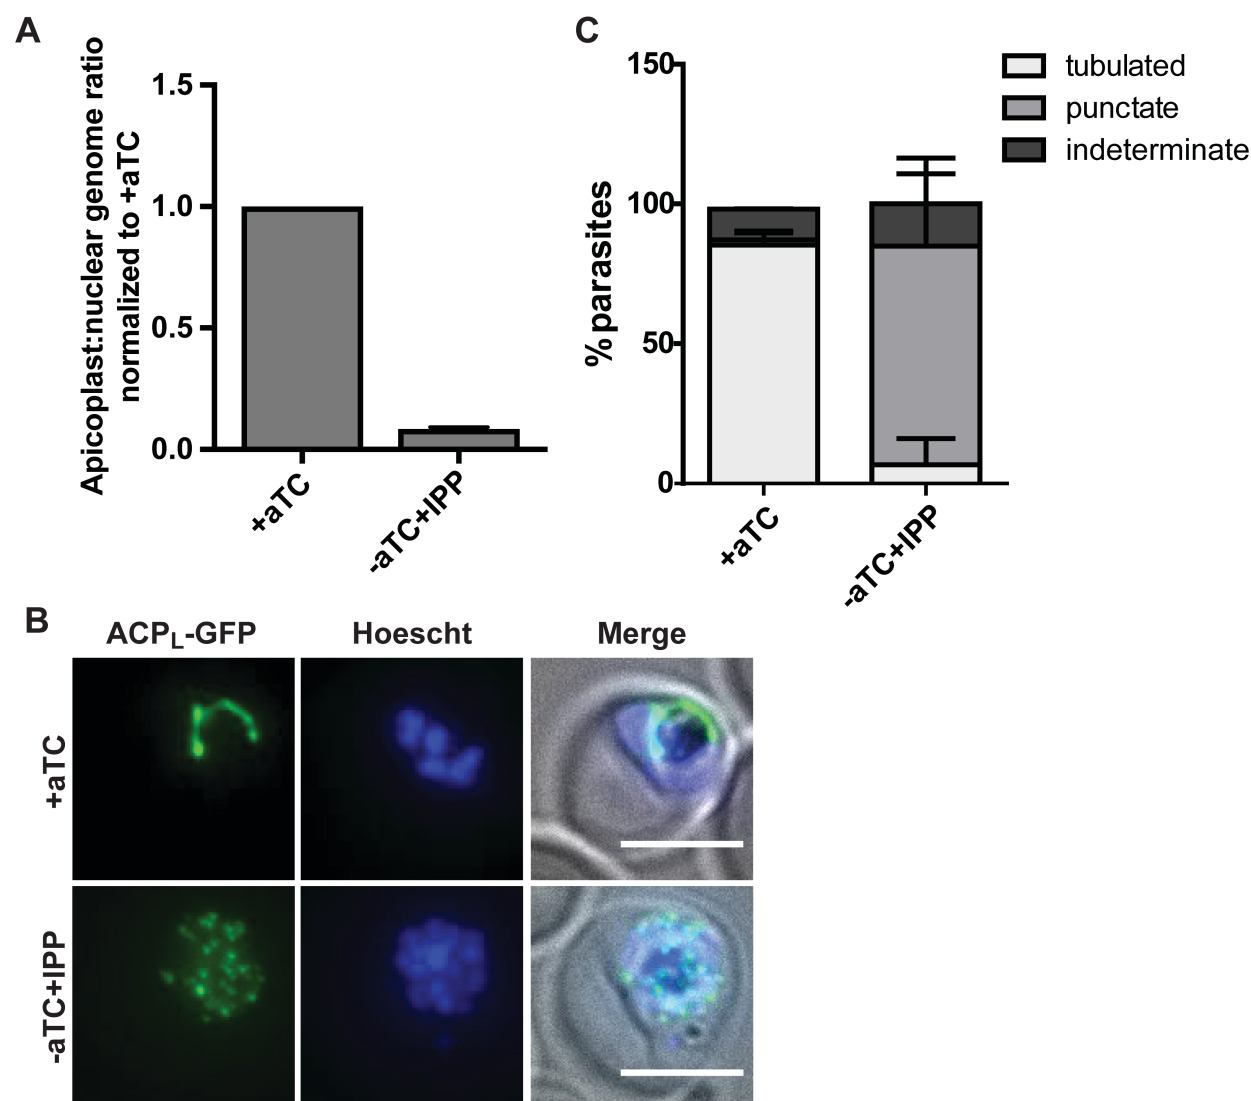 A
Apicoplast:nuclear genome ratio
normalized to +aTC
1.5
1.0
0.5
0.0
+aTC
-aTC+IPP
C
% parasites
150
100
50
0
+aTC
-aTC+IPP
tubulated
punctate
indeterminate
B
ACPL-GFP
Hoescht
Merge
+aTC
-aTC+IPP